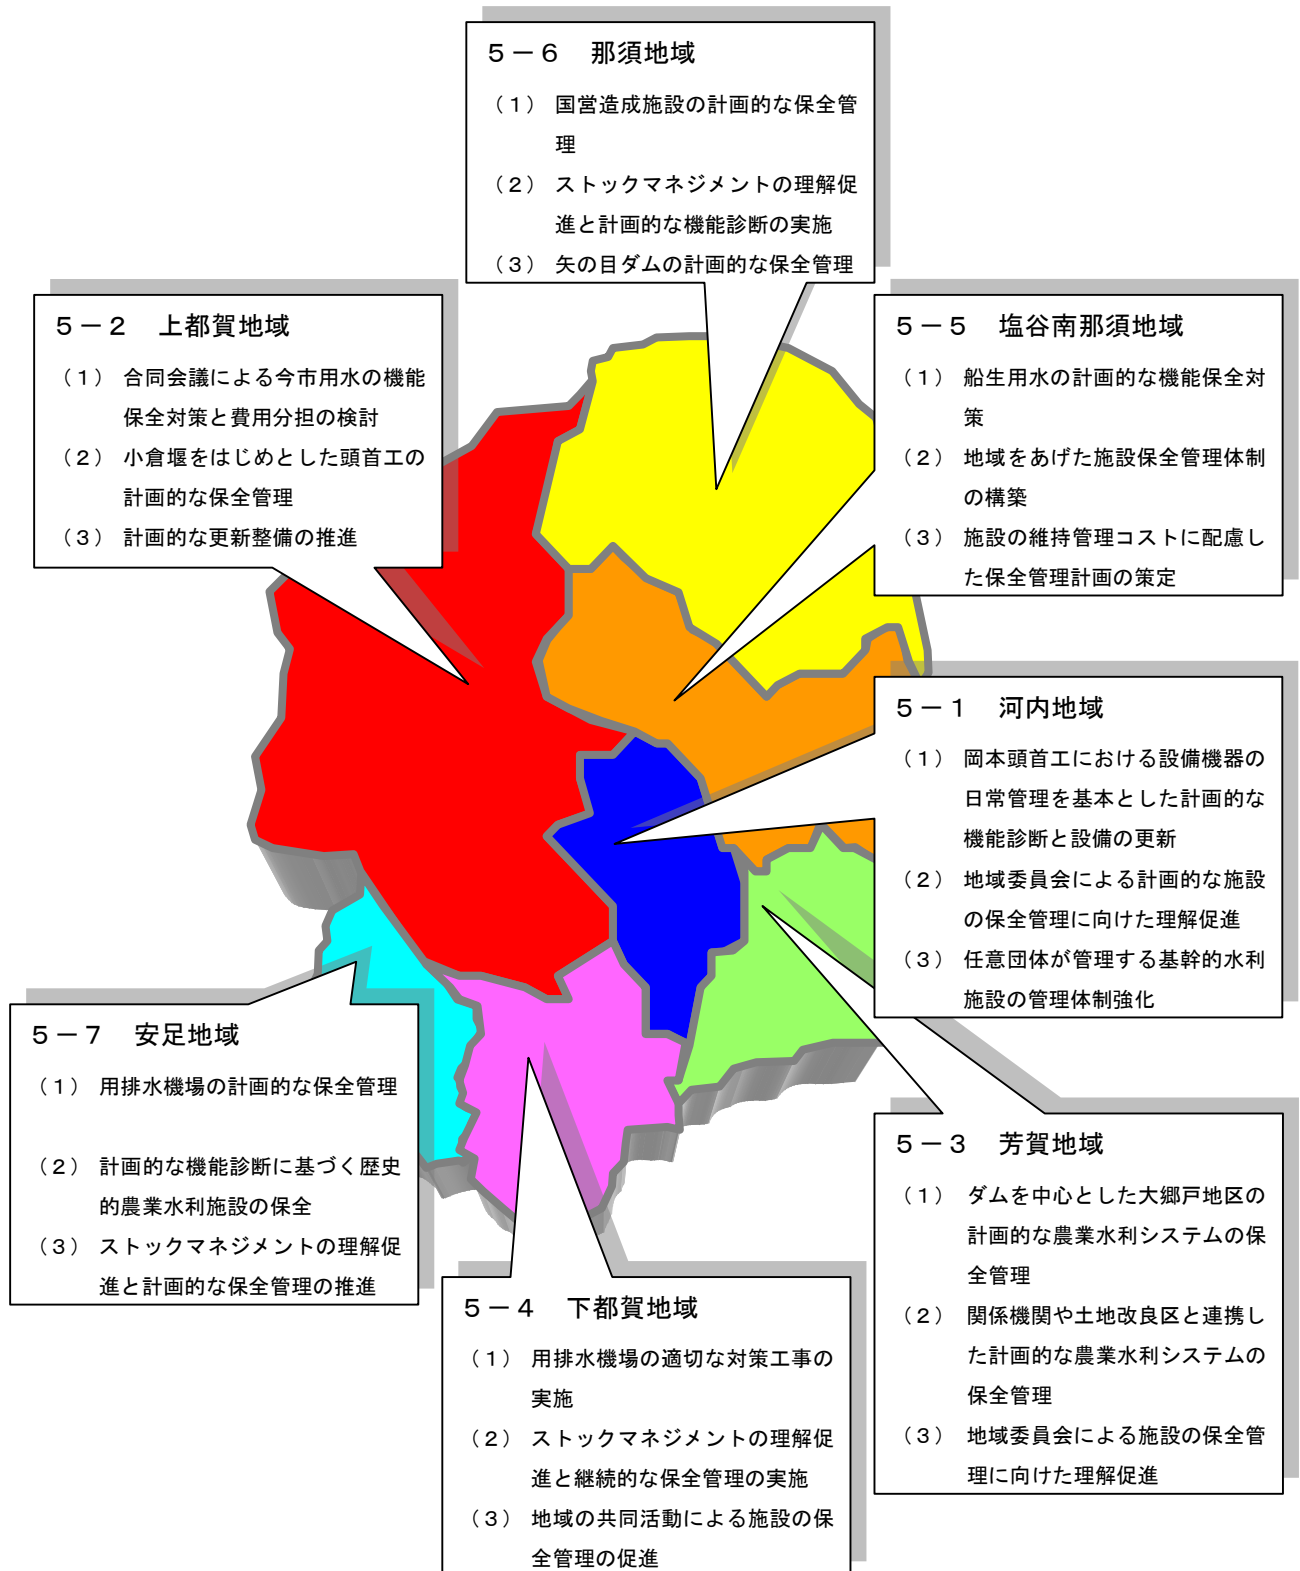 ５－６　那須地域
（１）　国営造成施設の計画的な保全管
理
（２）　ストックマネジメントの理解促
進と計画的な機能診断の実施
（３）　矢の目ダムの計画的な保全管理
５－２　上都賀地域
（１）　合同会議による今市用水の機能
保全対策と費用分担の検討
（２）　小倉堰をはじめとした頭首工の
計画的な保全管理
（３）　計画的な更新整備の推進
５－５　塩谷南那須地域
（１）　船生用水の計画的な機能保全対
策
（２）　地域をあげた施設保全管理体制
の構築
（３）　施設の維持管理コストに配慮し
た保全管理計画の策定
５－１　河内地域
（１）　岡本頭首工における設備機器の
日常管理を基本とした計画的な
機能診断と設備の更新
（２）　地域委員会による計画的な施設
の保全管理に向けた理解促進
（３）　任意団体が管理する基幹的水利
施設の管理体制強化
５－７　安足地域
（１）　用排水機場の計画的な保全管理
（２）　計画的な機能診断に基づく歴史
的農業水利施設の保全
（３）　ストックマネジメントの理解促
進と計画的な保全管理の推進
５－３　芳賀地域
（１）　ダムを中心とした大郷戸地区の
計画的な農業水利システムの保
全管理
（２）　関係機関や土地改良区と連携し
た計画的な農業水利システムの
保全管理
（３）　地域委員会による施設の保全管
理に向けた理解促進
５－４　下都賀地域
（１）　用排水機場の適切な対策工事の
実施
（２）　ストックマネジメントの理解促
進と継続的な保全管理の実施
（３）　地域の共同活動による施設の保
全管理の促進